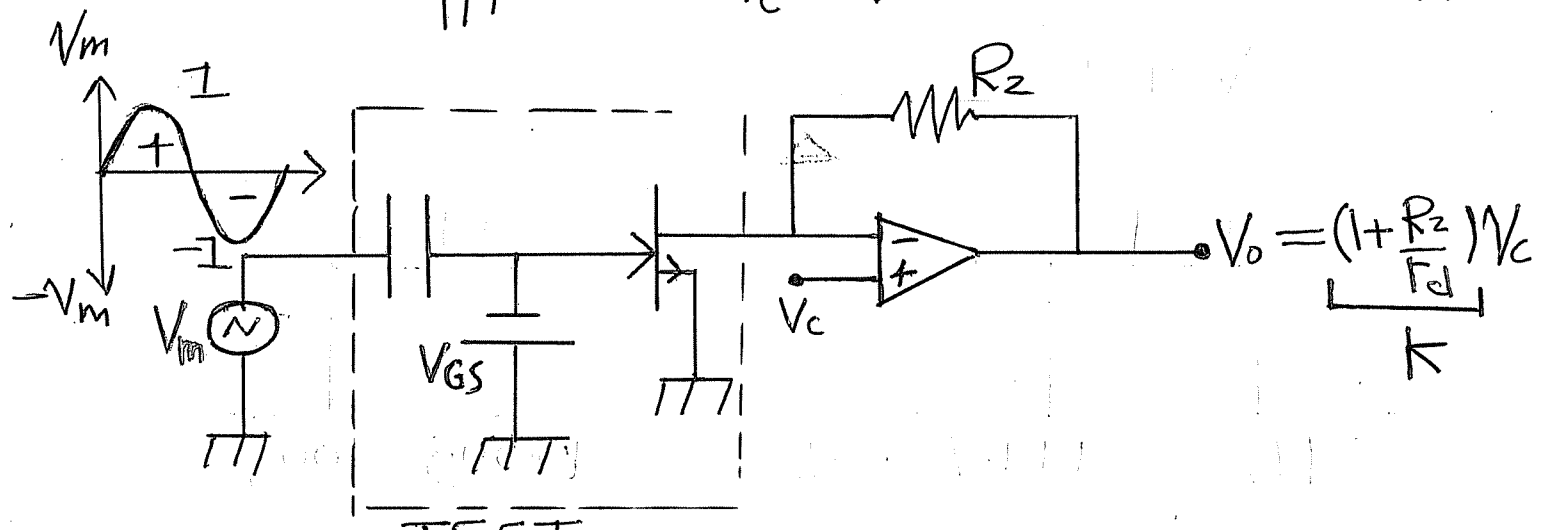 Vm
1
+
-
-1
-Vm
Vm
VGS
R2
-
+
Vc
Vo = (1 + R2/rd) Vc
K